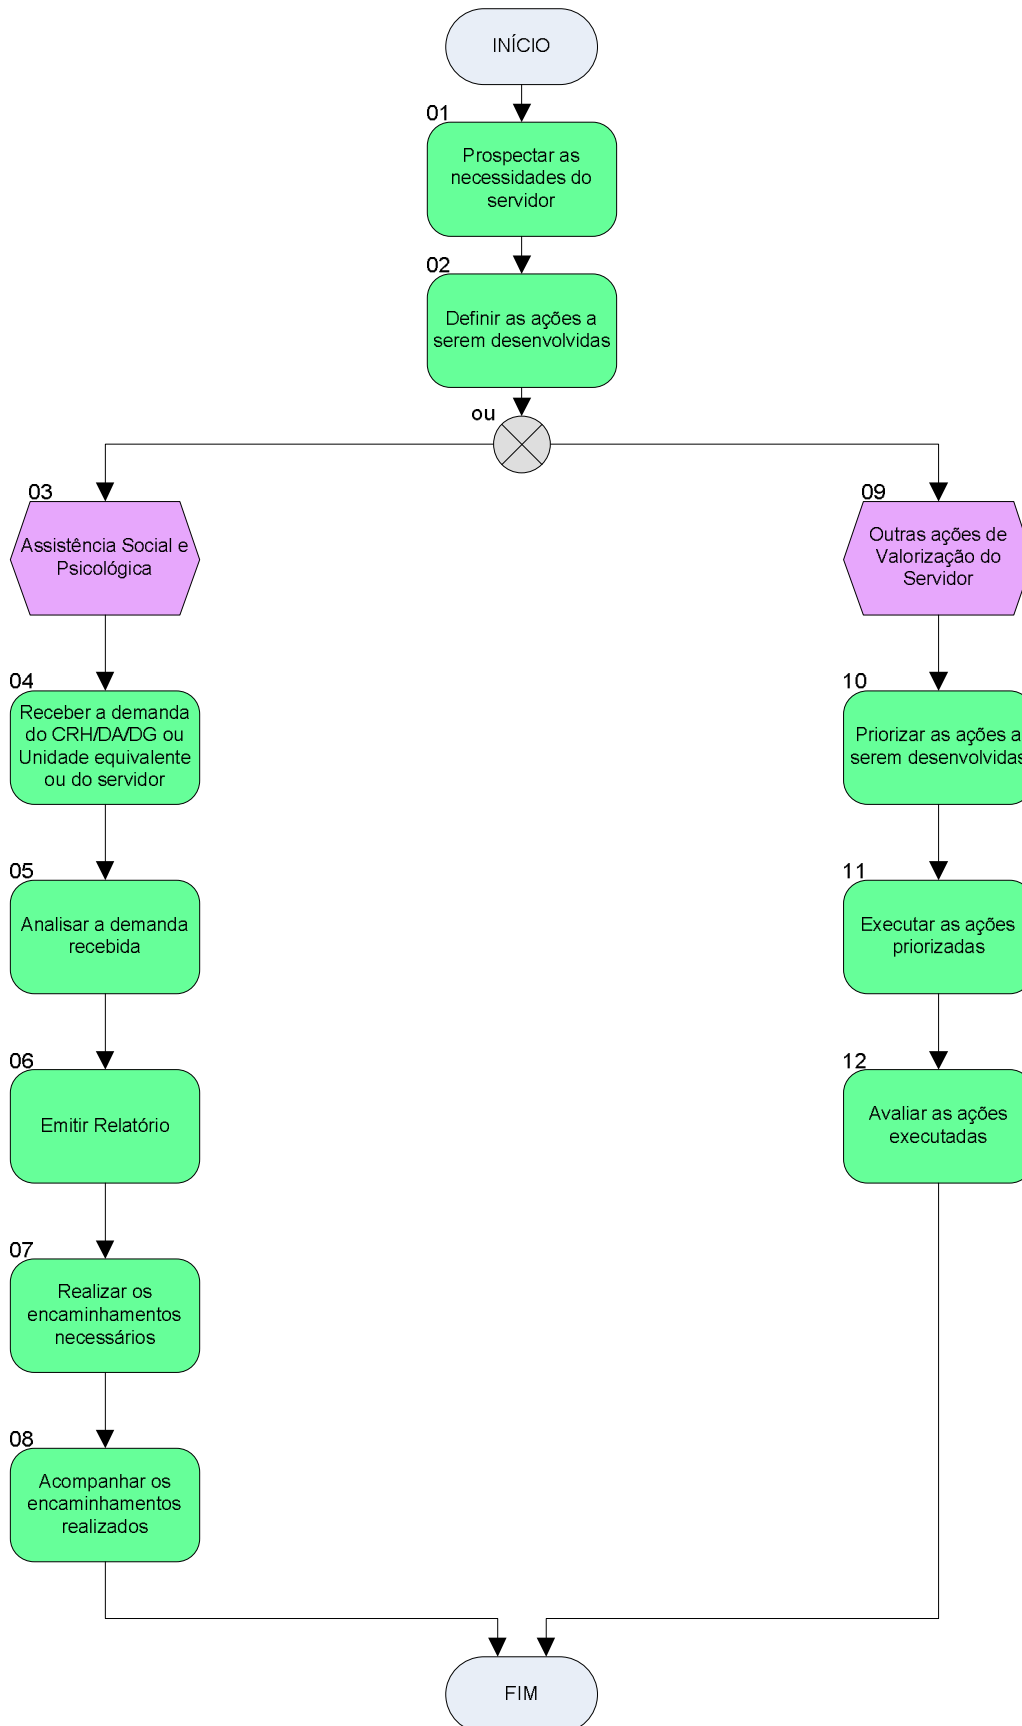 INÍCIO
01
Prospectar as
necessidades do
servidor
02
Definir as ações a
serem desenvolvidas
ou
03
Assistência Social e
Psicológica
04
Receber a demanda
do CRH/DA/DG ou
Unidade equivalente
ou do servidor
05
Analisar a demanda
recebida
06
Emitir Relatório
07
Realizar os
encaminhamentos
necessários
08
Acompanhar os
encaminhamentos
realizados
09
Outras ações de
Valorização do
Servidor
10
Priorizar as ações a
serem desenvolvidas
11
Executar as ações
priorizadas
12
Avaliar as ações
executadas
FIM